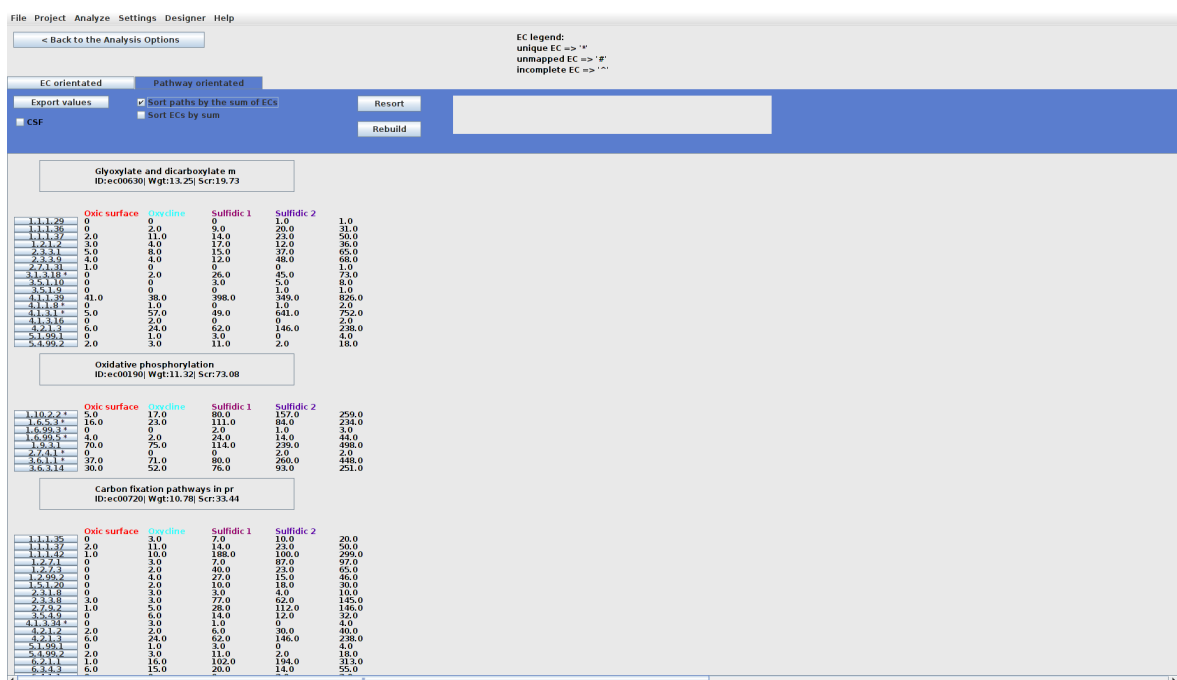 File Project Analyze Settings Designer Help
< Back to the Analysis Options
EC legend:
unique EC => '*'
unmapped EC => '#'
incomplete EC => '^'
EC orientated Pathway orientated
Export values Sort paths by the sum of ECs Resort
CSF Sort ECs by sum
Rebuild
Glyoxylate and dicarboxylate m
ID:ec00630| Wgt:13.25| Scr:19.73
Oxic surface Oxycline Sulfidic 1 Sulfidic 2
1.1.1.29 0 0 0 1.0 1.0
1.1.1.36 0 2.0 9.0 20.0 31.0
1.1.1.37 2.0 11.0 14.0 23.0 50.0
1.2.1.2 3.0 4.0 17.0 12.0 36.0
2.3.3.1 5.0 8.0 15.0 37.0 65.0
2.3.3.9 4.0 4.0 12.0 48.0 68.0
2.7.1.31 1.0 0 0 0 1.0
3.1.3.18 * 0 2.0 26.0 45.0 73.0
3.5.1.10 0 0 3.0 5.0 8.0
3.5.1.9 0 0 0 1.0 1.0
4.1.1.39 41.0 38.0 398.0 349.0 826.0
4.1.1.8 * 0 1.0 0 1.0 2.0
4.1.3.1 * 5.0 57.0 49.0 641.0 752.0
4.1.3.16 0 2.0 0 0 2.0
4.2.1.3 6.0 24.0 62.0 146.0 238.0
5.1.99.1 0 1.0 3.0 0 4.0
5.4.99.2 2.0 3.0 11.0 2.0 18.0
Oxidative phosphorylation
ID:ec00190| Wgt:11.32| Scr:73.08
Oxic surface Oxycline Sulfidic 1 Sulfidic 2
1.10.2.2 * 5.0 17.0 80.0 157.0 259.0
1.6.5.3 * 16.0 23.0 111.0 84.0 234.0
1.6.99.3 * 0 0 2.0 1.0 3.0
1.6.99.5 * 4.0 2.0 24.0 14.0 44.0
1.9.3.1 70.0 75.0 114.0 239.0 498.0
2.7.4.1 * 0 0 0 2.0 2.0
3.6.1.1 * 37.0 71.0 80.0 260.0 448.0
3.6.3.14 30.0 52.0 76.0 93.0 251.0
Carbon fixation pathways in pr
ID:ec00720| Wgt:10.78| Scr:33.44
Oxic surface Oxycline Sulfidic 1 Sulfidic 2
1.1.1.35 0 3.0 7.0 10.0 20.0
1.1.1.37 2.0 11.0 14.0 23.0 50.0
1.1.1.42 1.0 10.0 188.0 100.0 299.0
1.2.7.1 0 3.0 7.0 87.0 97.0
1.2.7.3 0 2.0 40.0 23.0 65.0
1.2.99.2 0 4.0 27.0 15.0 46.0
1.5.1.20 0 2.0 10.0 18.0 30.0
2.3.1.8 0 3.0 3.0 4.0 10.0
2.3.3.8 3.0 3.0 77.0 62.0 145.0
2.7.9.2 1.0 5.0 28.0 112.0 146.0
3.5.4.9 0 6.0 14.0 12.0 32.0
4.1.3.34 * 0 3.0 1.0 0 4.0
4.2.1.2 2.0 2.0 6.0 30.0 40.0
4.2.1.3 6.0 24.0 62.0 146.0 238.0
5.1.99.1 0 1.0 3.0 0 4.0
5.4.99.2 2.0 3.0 11.0 2.0 18.0
6.2.1.1 1.0 16.0 102.0 194.0 313.0
6.3.4.3 6.0 15.0 20.0 14.0 55.0